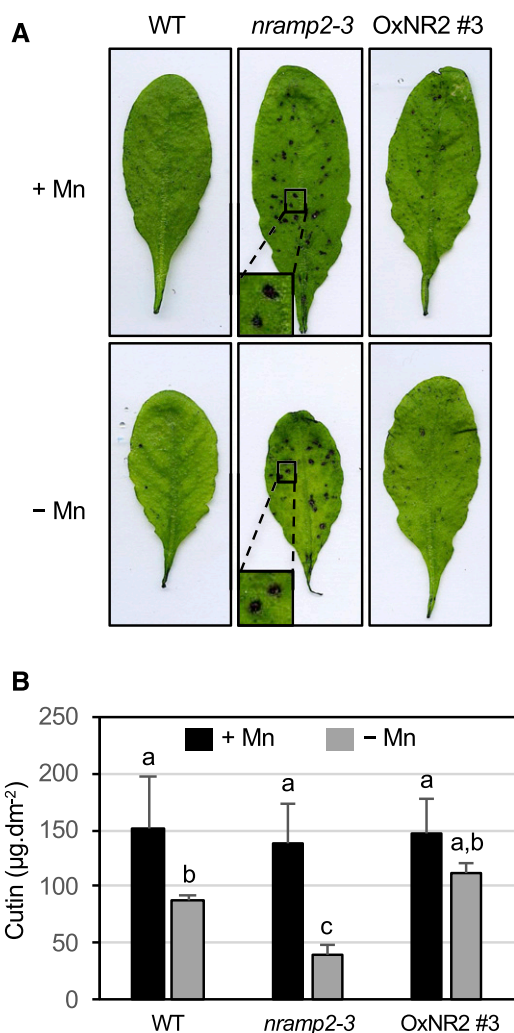 A
WT nramp2-3 OxNR2 #3
+ Mn
− Mn
B
250
+ Mn − Mn
200
150
100
50
0
Cutin (µg.dm-2)
a
b
a
c
a
a,b
WT nramp2-3 OxNR2 #3